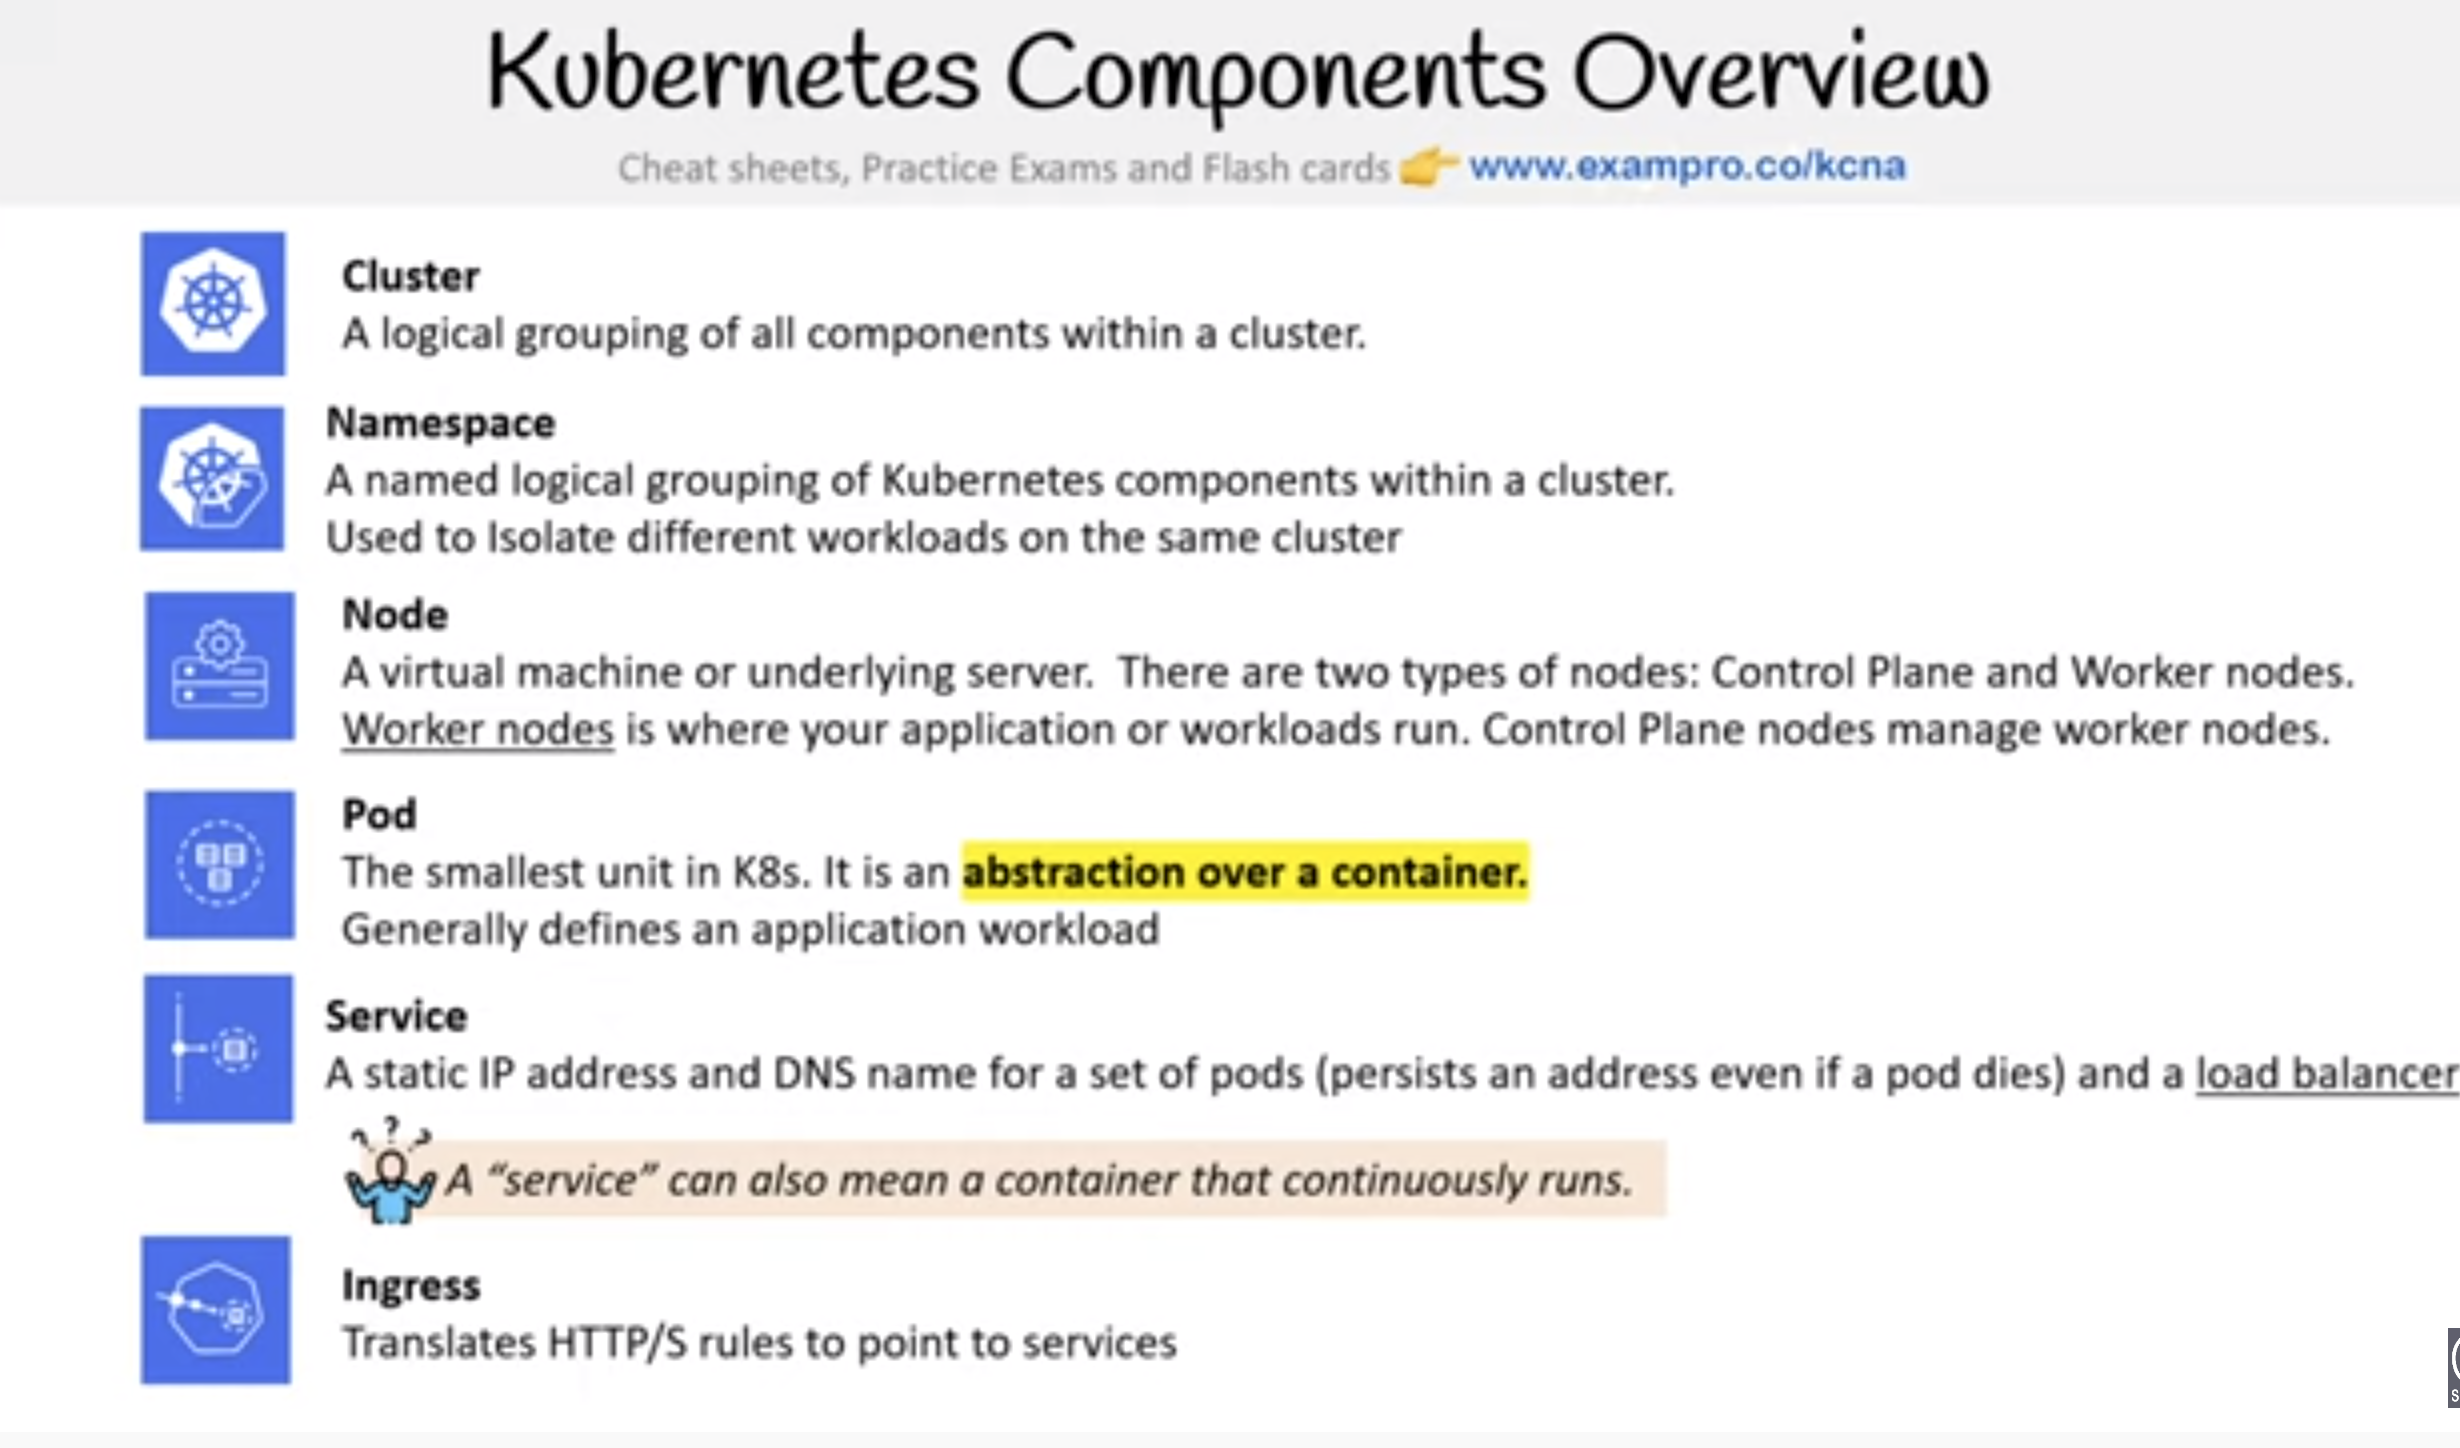 Kubernetes Components Overview
Cheat sheets, Practice Exams and Flash cards 👉 www.exampro.co/kcna
Cluster
A logical grouping of all components within a cluster.
Namespace
A named logical grouping of Kubernetes components within a cluster.
Used to Isolate different workloads on the same cluster
Node
A virtual machine or underlying server.  There are two types of nodes: Control Plane and Worker nodes.
Worker nodes is where your application or workloads run. Control Plane nodes manage worker nodes.
Pod
The smallest unit in K8s. It is an abstraction over a container.
Generally defines an application workload
Service
A static IP address and DNS name for a set of pods (persists an address even if a pod dies) and a load balancer
? ? ?
A “service” can also mean a container that continuously runs.
Ingress
Translates HTTP/S rules to point to services